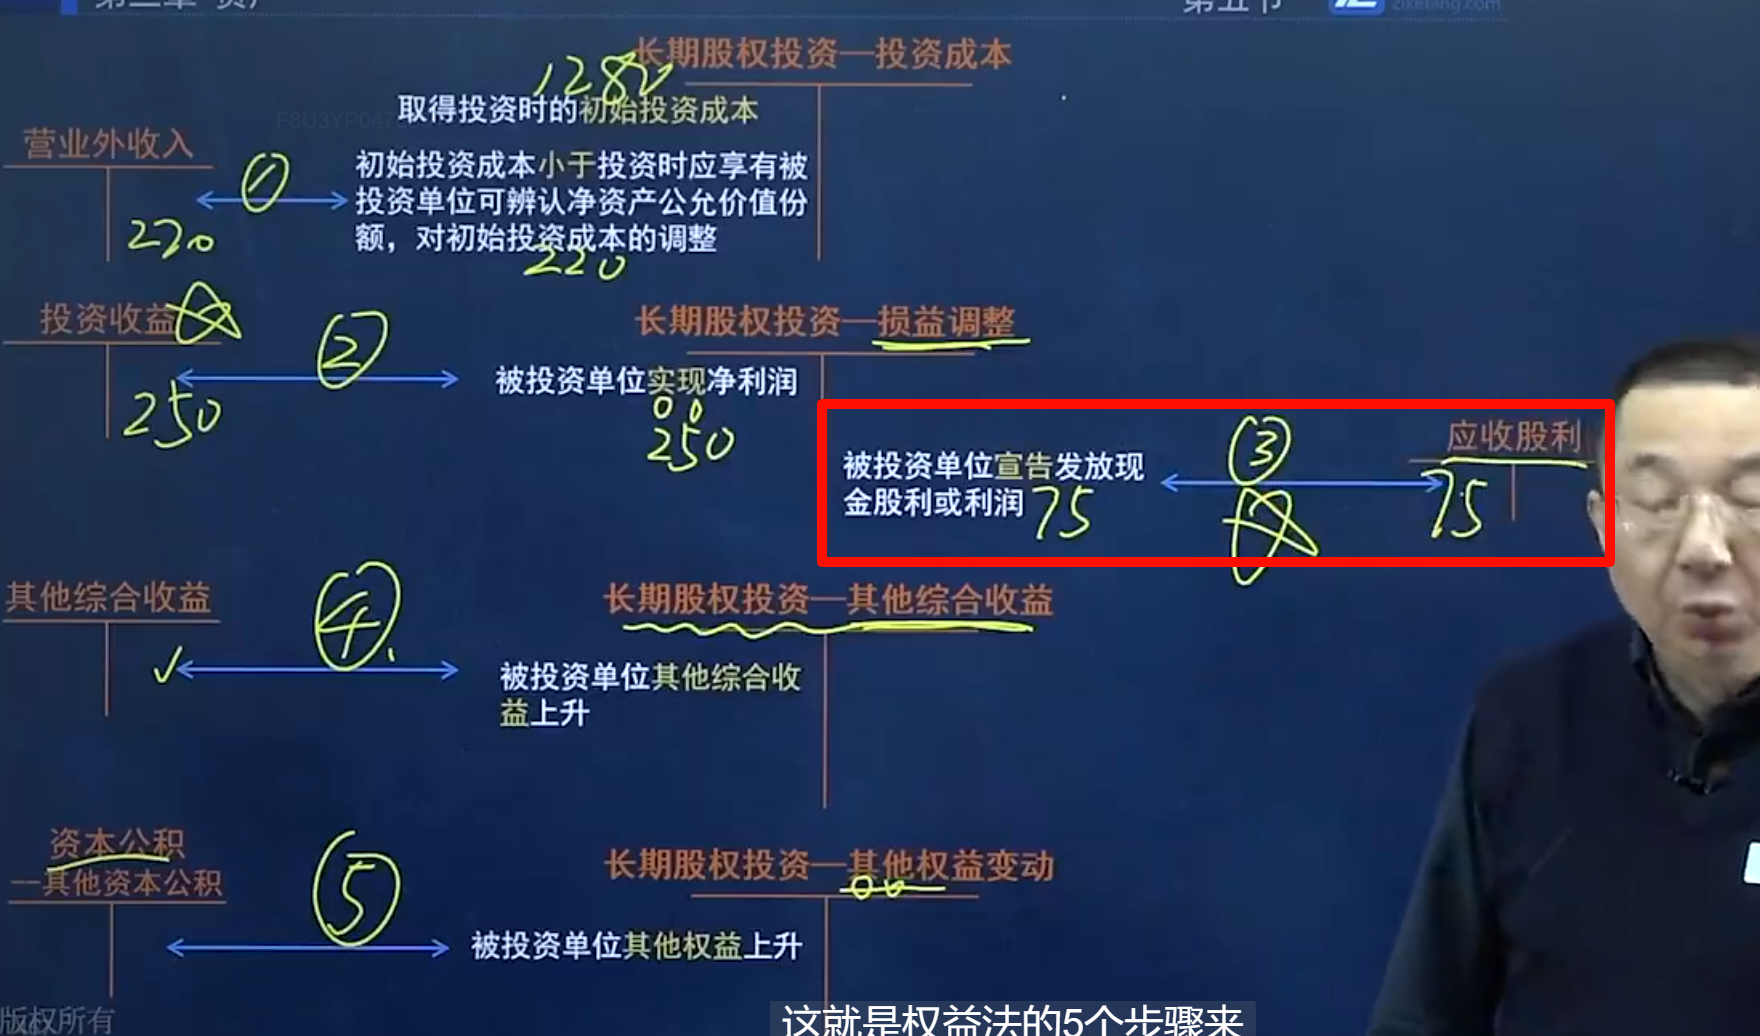 第五节
ziketang.com
长期股权投资—投资成本
1280
取得投资时的初始投资成本
营业外收入
①
初始投资成本小于投资时应享有被
投资单位可辨认净资产公允价值份
额，对初始投资成本的调整
220
220
投资收益
②
长期股权投资—损益调整
250
被投资单位实现净利润
250
被投资单位宣告发放现
金股利或利润 75
③
应收股利
75
其他综合收益
④
长期股权投资—其他综合收益
被投资单位其他综合收
益上升
资本公积
—其他资本公积
⑤
长期股权投资—其他权益变动
被投资单位其他权益上升
版权所有
这就是权益法的5个步骤来